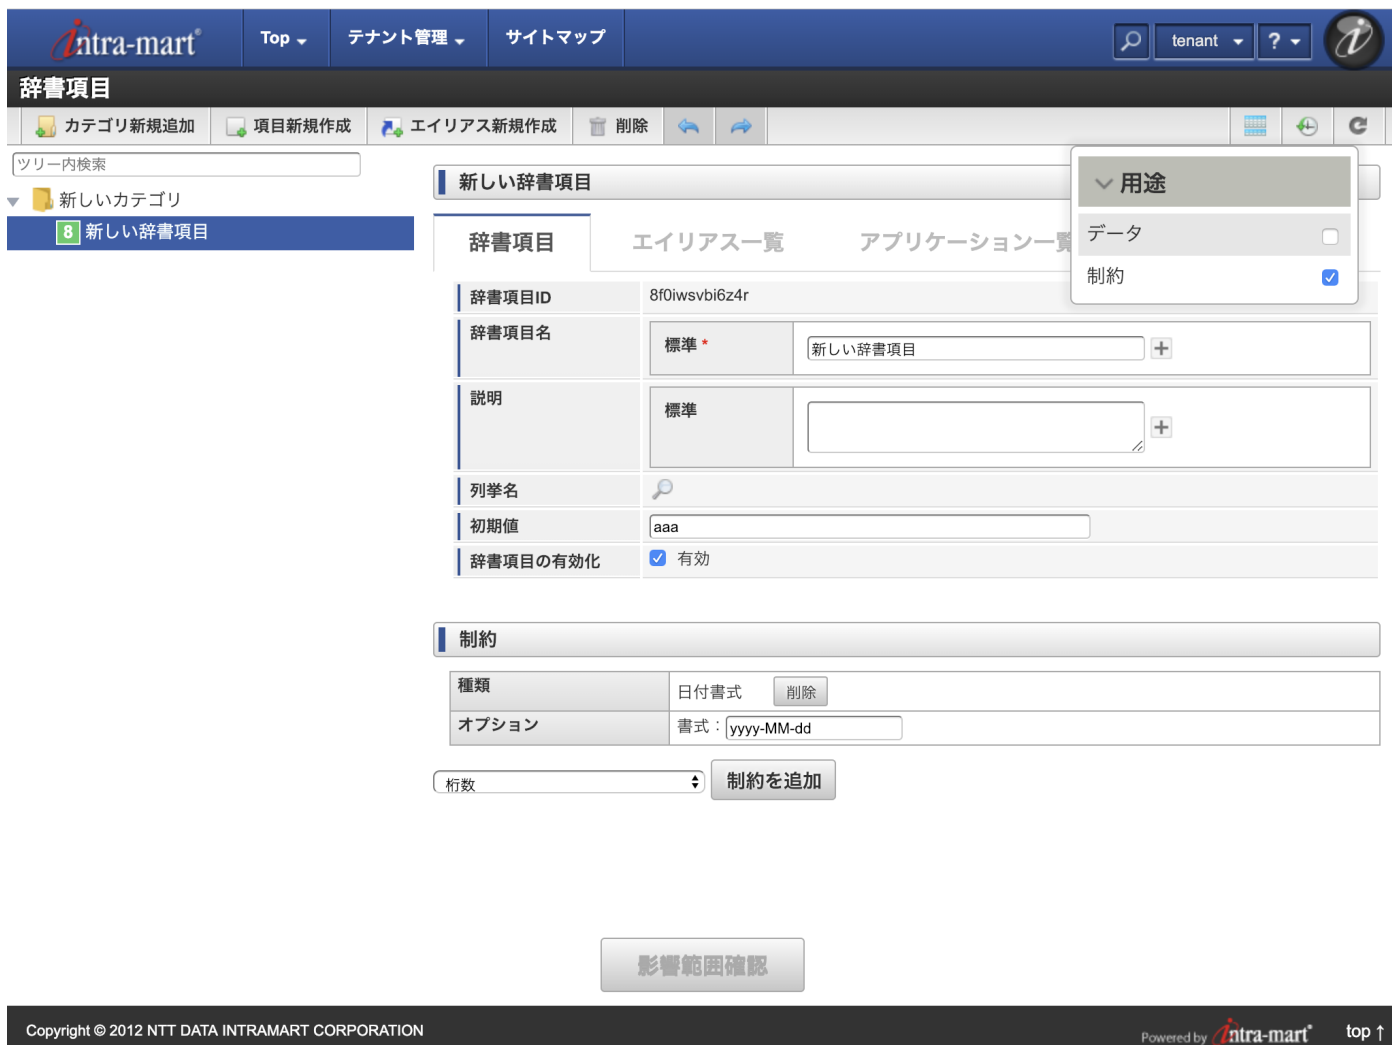 intra-mart®
Top
テナント管理
サイトマップ
tenant
?
辞書項目
カテゴリ新規追加
項目新規作成
エイリアス新規作成
削除
ツリー内検索
新しいカテゴリ
8 新しい辞書項目
新しい辞書項目
用途
データ
制約
辞書項目
エイリアス一覧
アプリケーション一覧
辞書項目ID
8f0iwsvbi6z4r
辞書項目名
標準 *
新しい辞書項目
説明
標準
列挙名
初期値
aaa
辞書項目の有効化
有効
制約
種類
日付書式
削除
オプション
書式：
yyyy-MM-dd
桁数
制約を追加
影響範囲確認
Copyright © 2012 NTT DATA INTRAMART CORPORATION
Powered by intra-mart®
top ↑